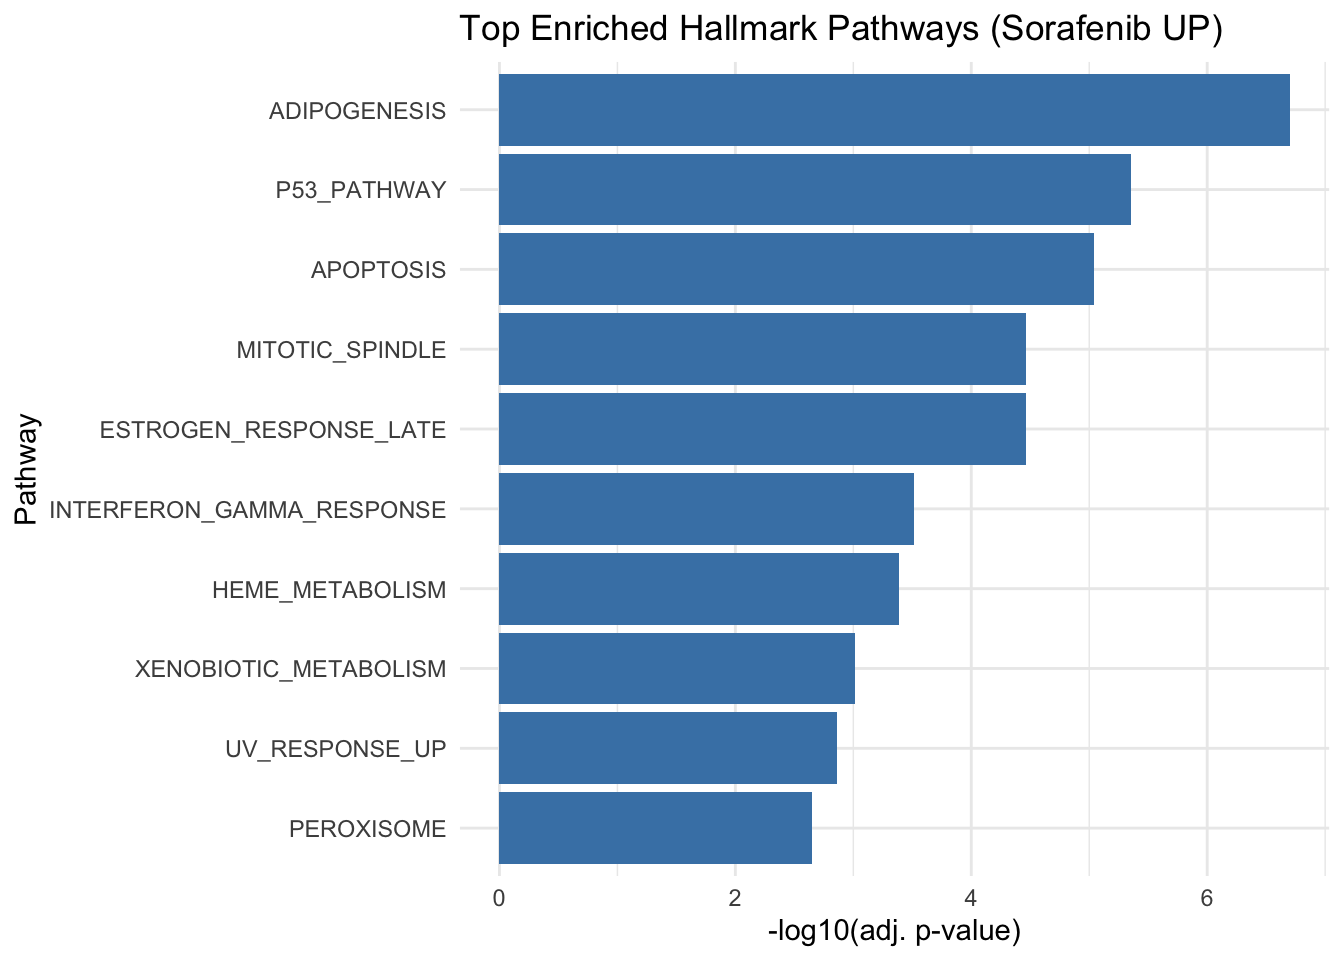 Top Enriched Hallmark Pathways (Sorafenib UP)
ADIPOGENESIS
P53_PATHWAY
APOPTOSIS
MITOTIC_SPINDLE
ESTROGEN_RESPONSE_LATE
INTERFERON_GAMMA_RESPONSE
HEME_METABOLISM
XENOBIOTIC_METABOLISM
UV_RESPONSE_UP
PEROXISOME
Pathway
0 2 4 6
-log10(adj. p-value)